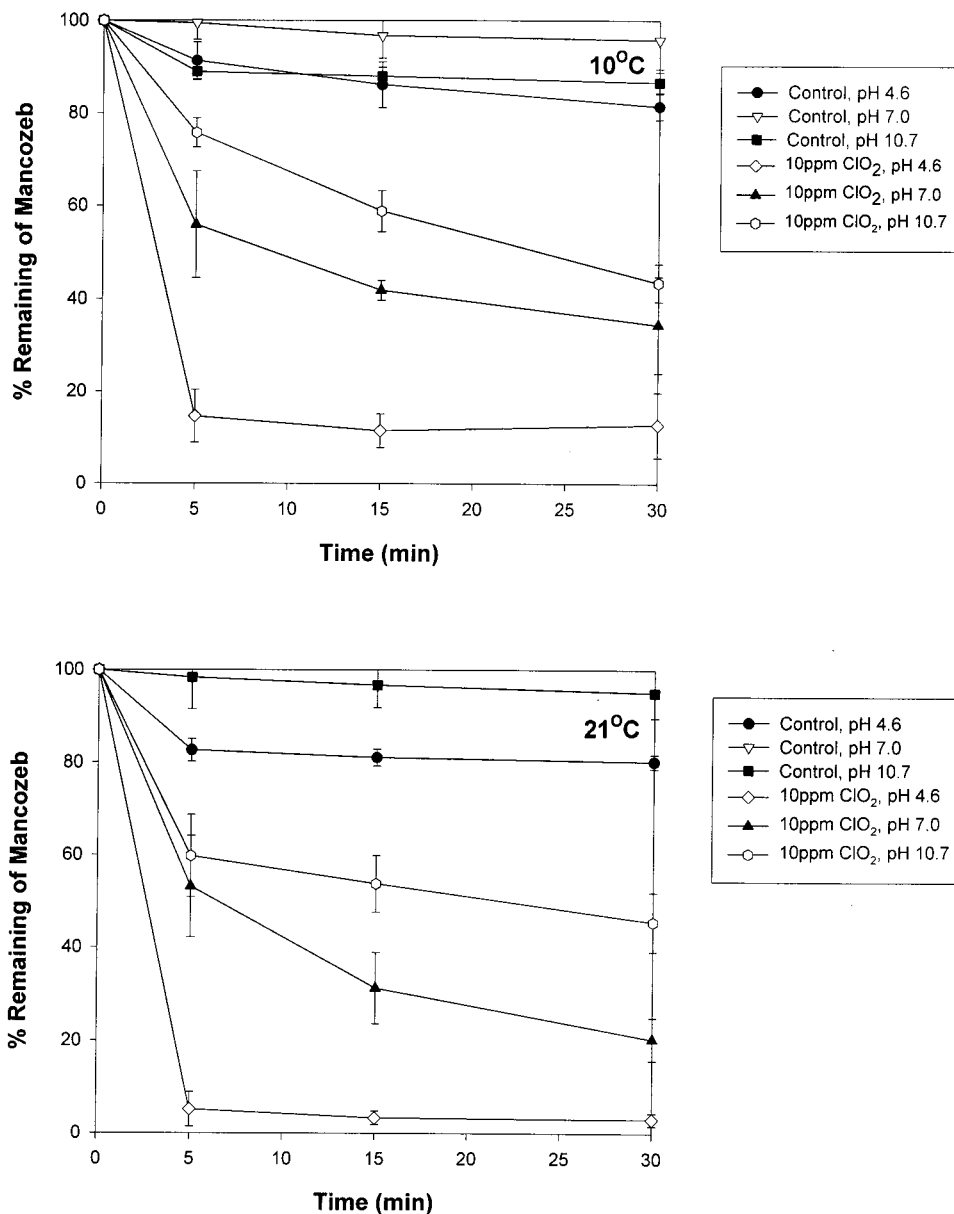 100
80
60
40
20
0
% Remaining of Mancozeb
10°C
0 5 10 15 20 25 30
Time (min)
Control, pH 4.6
Control, pH 7.0
Control, pH 10.7
10ppm ClO₂, pH 4.6
10ppm ClO₂, pH 7.0
10ppm ClO₂, pH 10.7
100
80
60
40
20
0
% Remaining of Mancozeb
21°C
0 5 10 15 20 25 30
Time (min)
Control, pH 4.6
Control, pH 7.0
Control, pH 10.7
10ppm ClO₂, pH 4.6
10ppm ClO₂, pH 7.0
10ppm ClO₂, pH 10.7